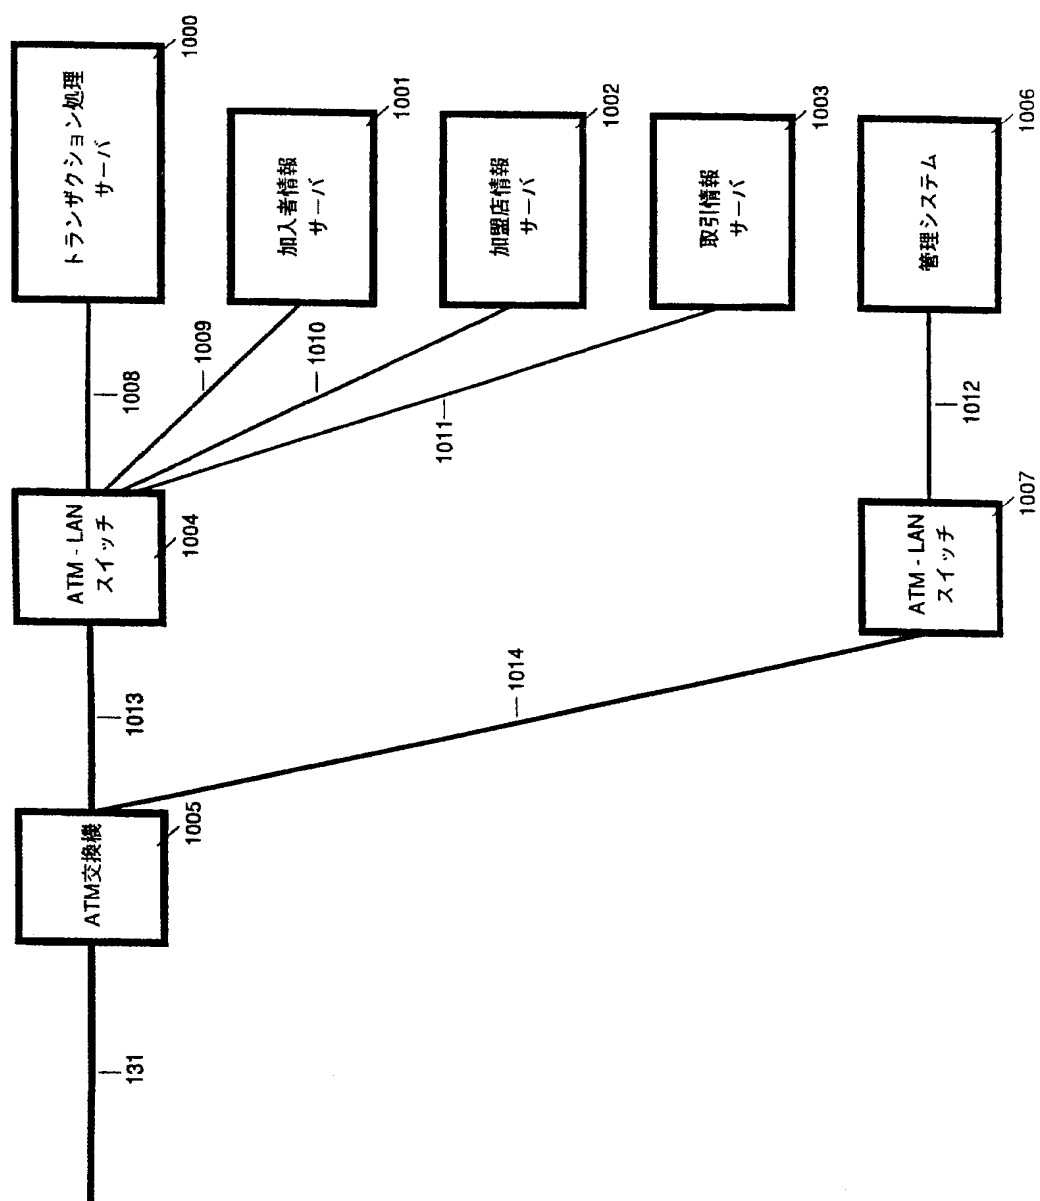 トランザクション処理
サーバ
1000
加入者情報
サーバ
1001
加盟店情報
サーバ
1002
取引情報
サーバ
1003
管理システム
1006
1008
1009
1010
1011
1012
ATM - LAN
スイッチ
1004
ATM - LAN
スイッチ
1007
1013
1014
ATM交換機
1005
131